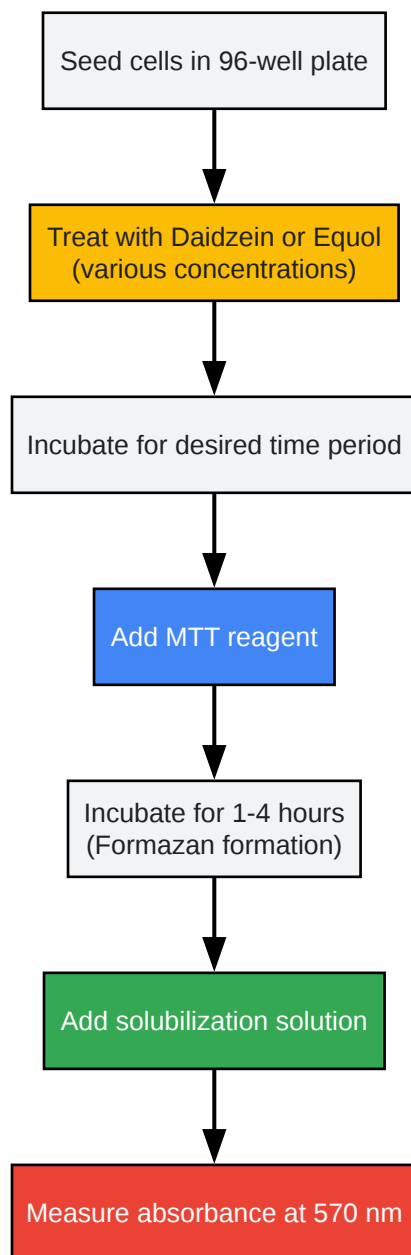 Seed cells in 96-well plate
Treat with Daidzein or Equol
(various concentrations)
Incubate for desired time period
Add MTT reagent
Incubate for 1-4 hours
(Formazan formation)
Add solubilization solution
Measure absorbance at 570 nm